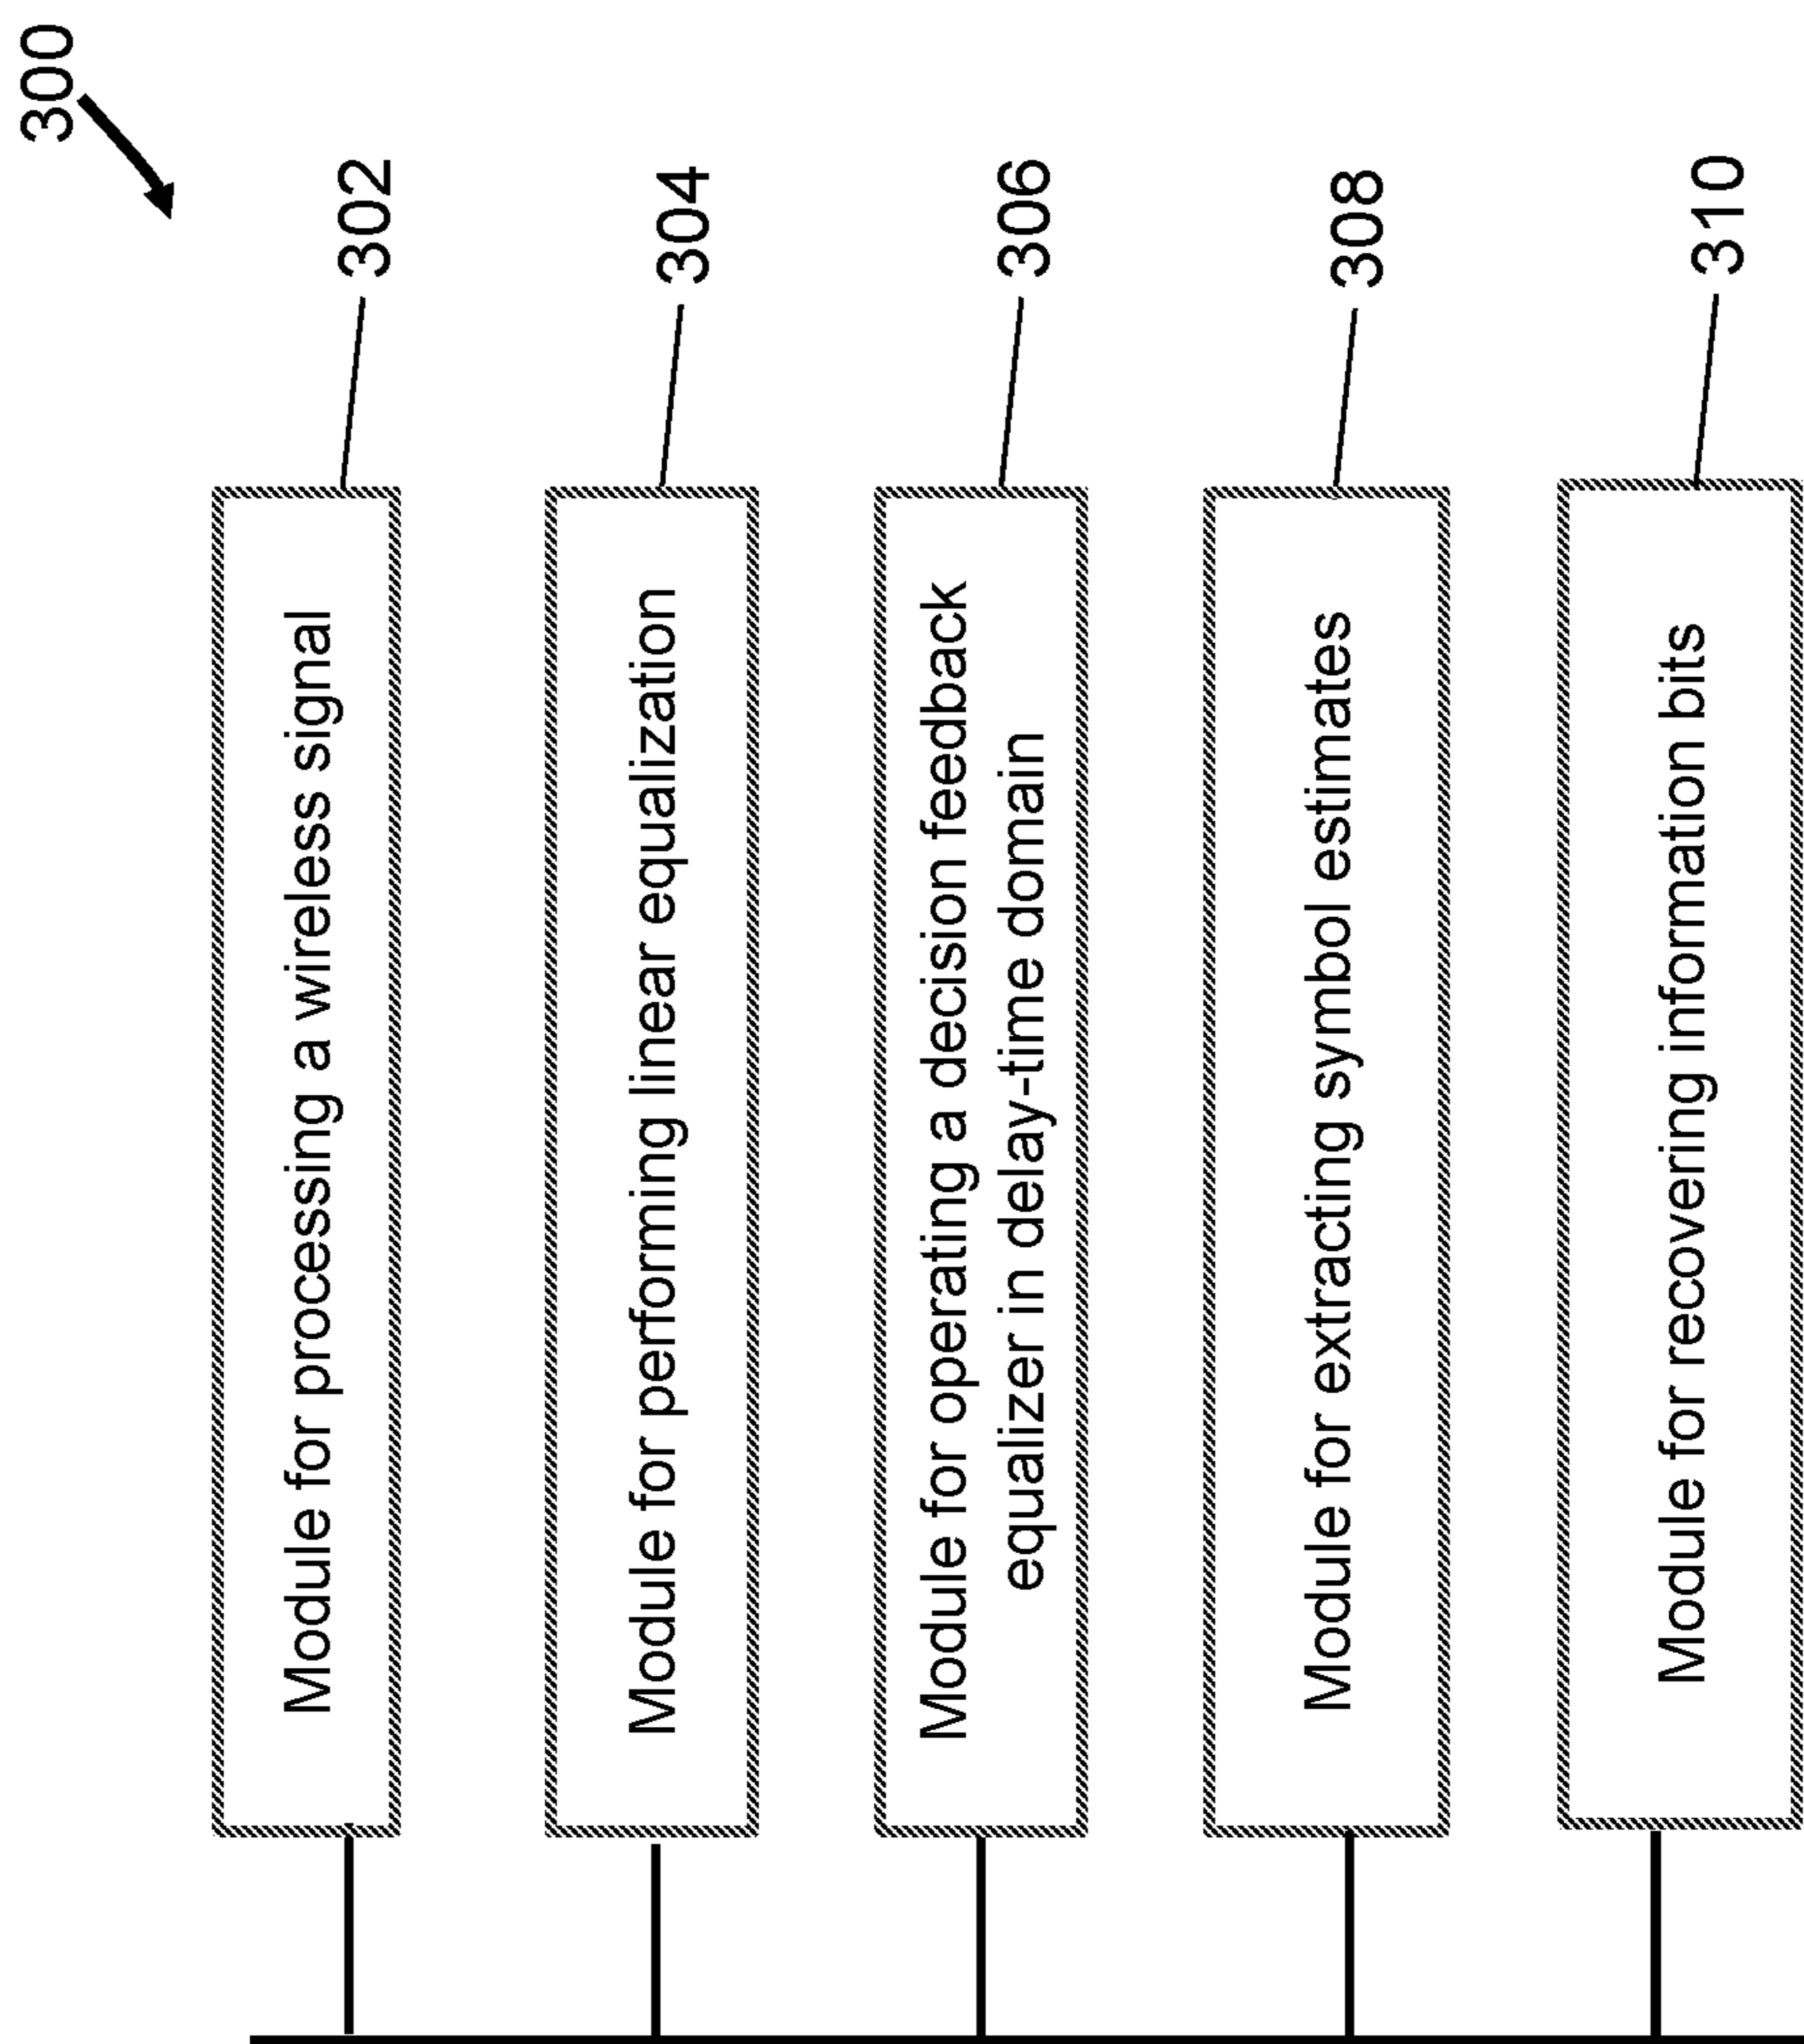 300
Module for processing a wireless signal
302
Module for performing linear equalization
304
Module for operating a decision feedback
equalizer in delay-time domain
306
Module for extracting symbol estimates
308
Module for recovering information bits
310